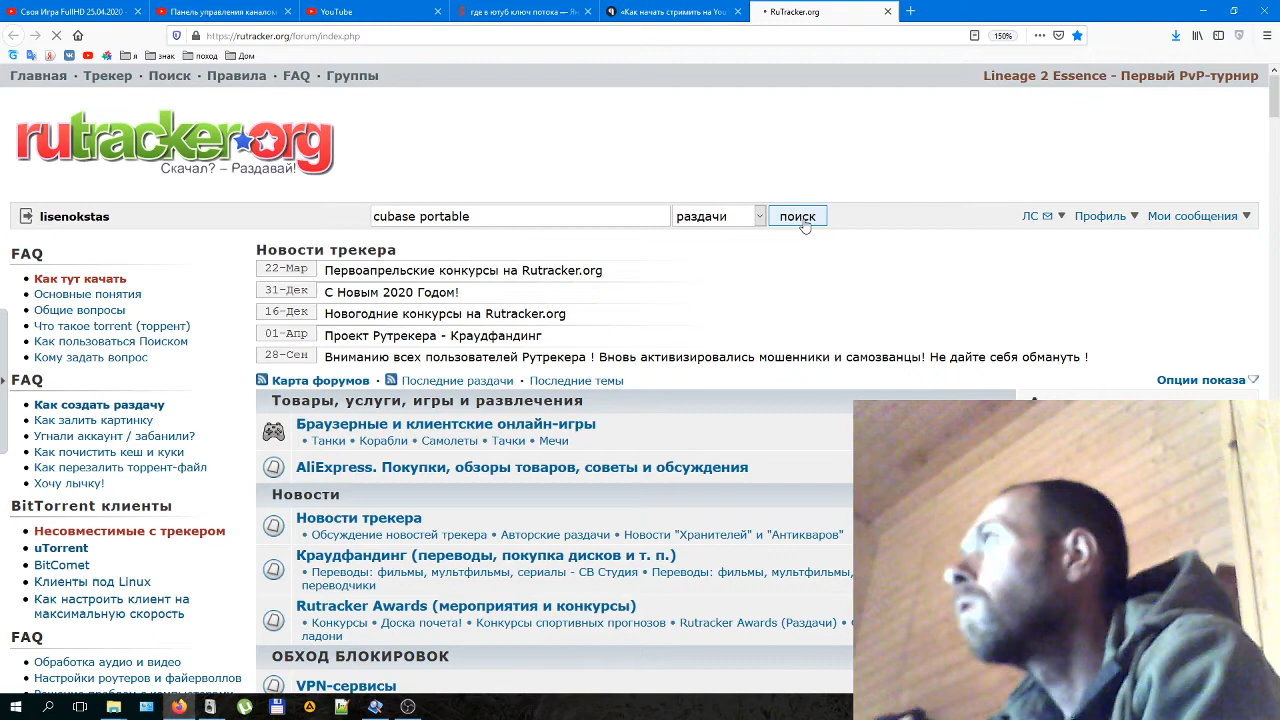 Своя Игра FullHD 25.04.2020 -
Панель управления каналом
YouTube
где в ютуб ключ потока — Ян
«Как начать стримить на You
RuTracker.org
https://rutracker.org/forum/index.php
150%
я
знак
поход
Дом
Главная · Трекер · Поиск · Правила · FAQ · Группы
Lineage 2 Essence - Первый PvP-турнир
rutracker.org
Скачал? – Раздавай!
lisenokstas
cubase portable
раздачи
поиск
ЛС
Профиль
Мои сообщения
FAQ
Как тут качать
Основные понятия
Общие вопросы
Что такое torrent (торрент)
Как пользоваться Поиском
Кому задать вопрос
FAQ
Как создать раздачу
Как залить картинку
Угнали аккаунт / забанили?
Как почистить кеш и куки
Как перезалить торрент-файл
Хочу лычку!
BitTorrent клиенты
Несовместимые с трекером
uTorrent
BitComet
Клиенты под Linux
Как настроить клиент на
максимальную скорость
FAQ
Обработка аудио и видео
Настройки роутеров и файерволлов
Новости трекера
22-Мар Первоапрельские конкурсы на Rutracker.org
31-Дек С Новым 2020 Годом!
16-Дек Новогодние конкурсы на Rutracker.org
01-Апр Проект Рутрекера - Краудфандинг
28-Сен Вниманию всех пользователей Рутрекера ! Вновь активизировались мошенники и самозванцы! Не дайте себя обмануть !
Карта форумов · Последние раздачи · Последние темы
Опции показа
Товары, услуги, игры и развлечения
Браузерные и клиентские онлайн-игры
• Танки • Корабли • Самолеты • Тачки • Мечи
AliExpress. Покупки, обзоры товаров, советы и обсуждения
Новости
Новости трекера
• Обсуждение новостей трекера • Авторские раздачи • Новости "Хранителей" и "Антикваров"
Краудфандинг (переводы, покупка дисков и т. п.)
• Переводы: фильмы, мультфильмы, сериалы - СВ Студия • Переводы: фильмы, мультфильмы,
переводчики
Rutracker Awards (мероприятия и конкурсы)
• Конкурсы • Доска почета! • Конкурсы спортивных прогнозов • Rutracker Awards (Раздачи) •
ладони
ОБХОД БЛОКИРОВОК
VPN-сервисы